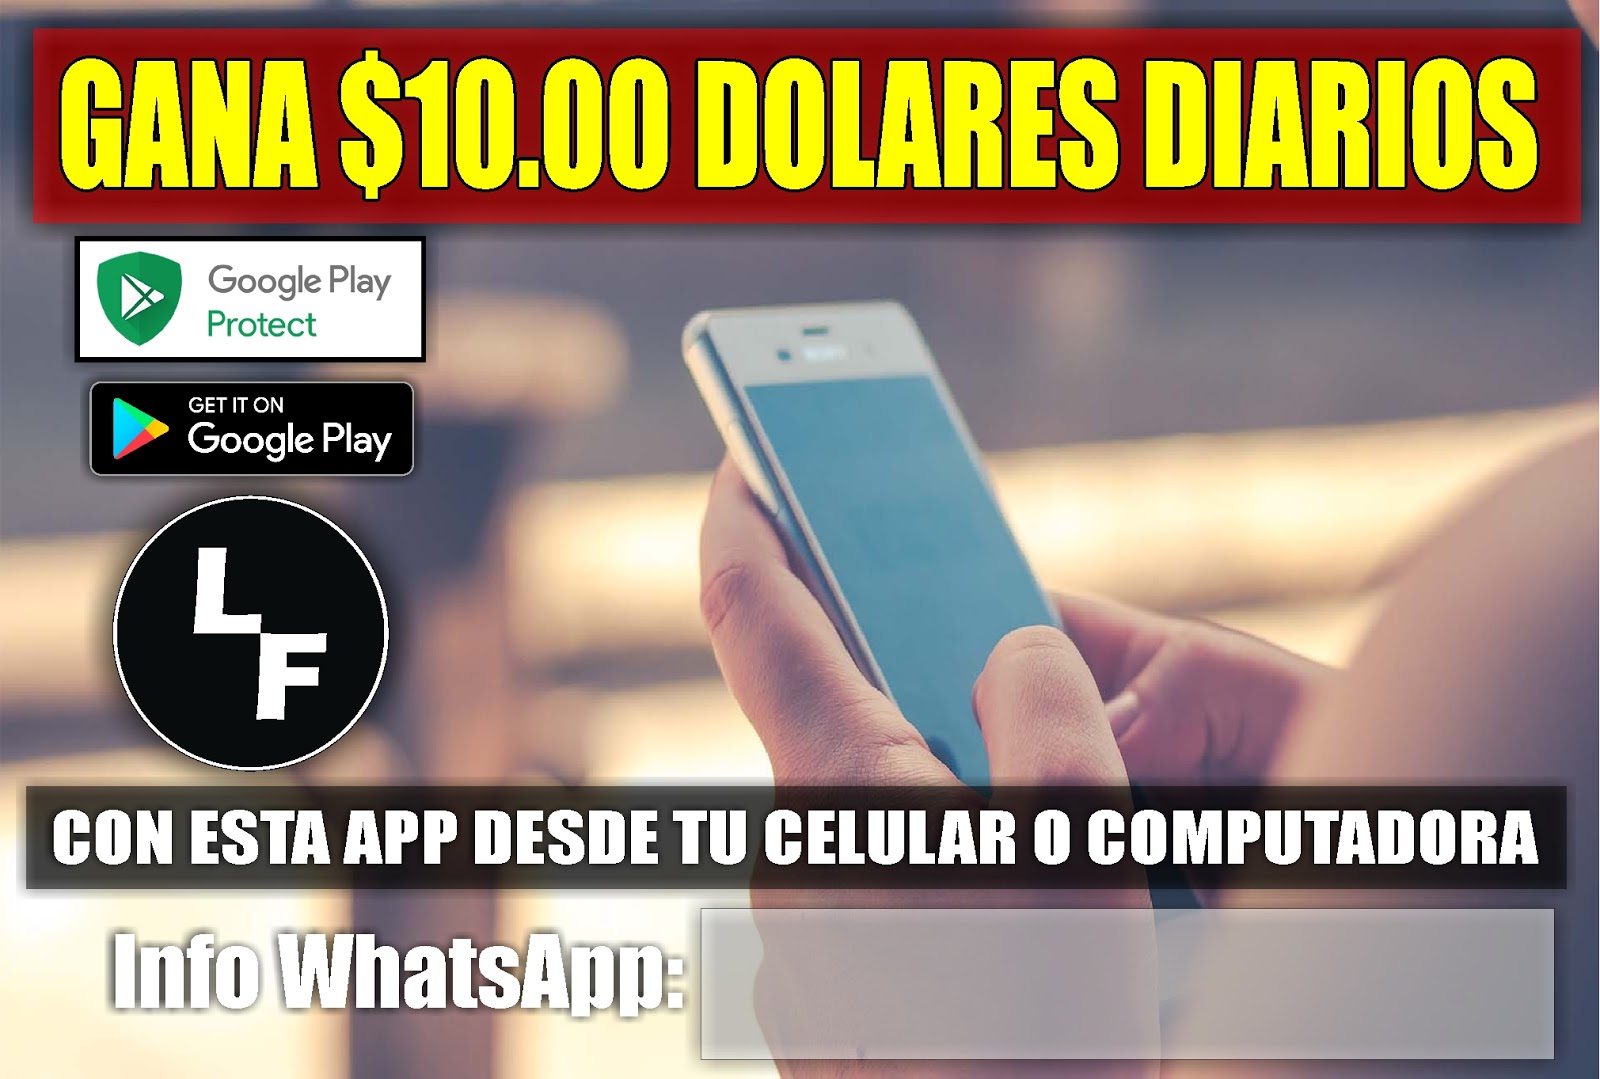 GANA $10.00 DOLARES DIARIOS
Google Play
Protect
GET IT ON
Google Play
L
F
CON ESTA APP DESDE TU CELULAR O COMPUTADORA
Info WhatsApp: